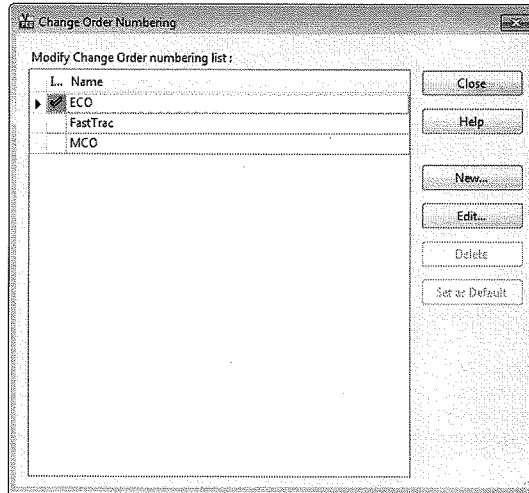 Change Order Numbering
Modify Change Order numbering list :
I... Name
ECO
FastTrac
MCO
Close
Help
New...
Edit...
Delete
Set as Default